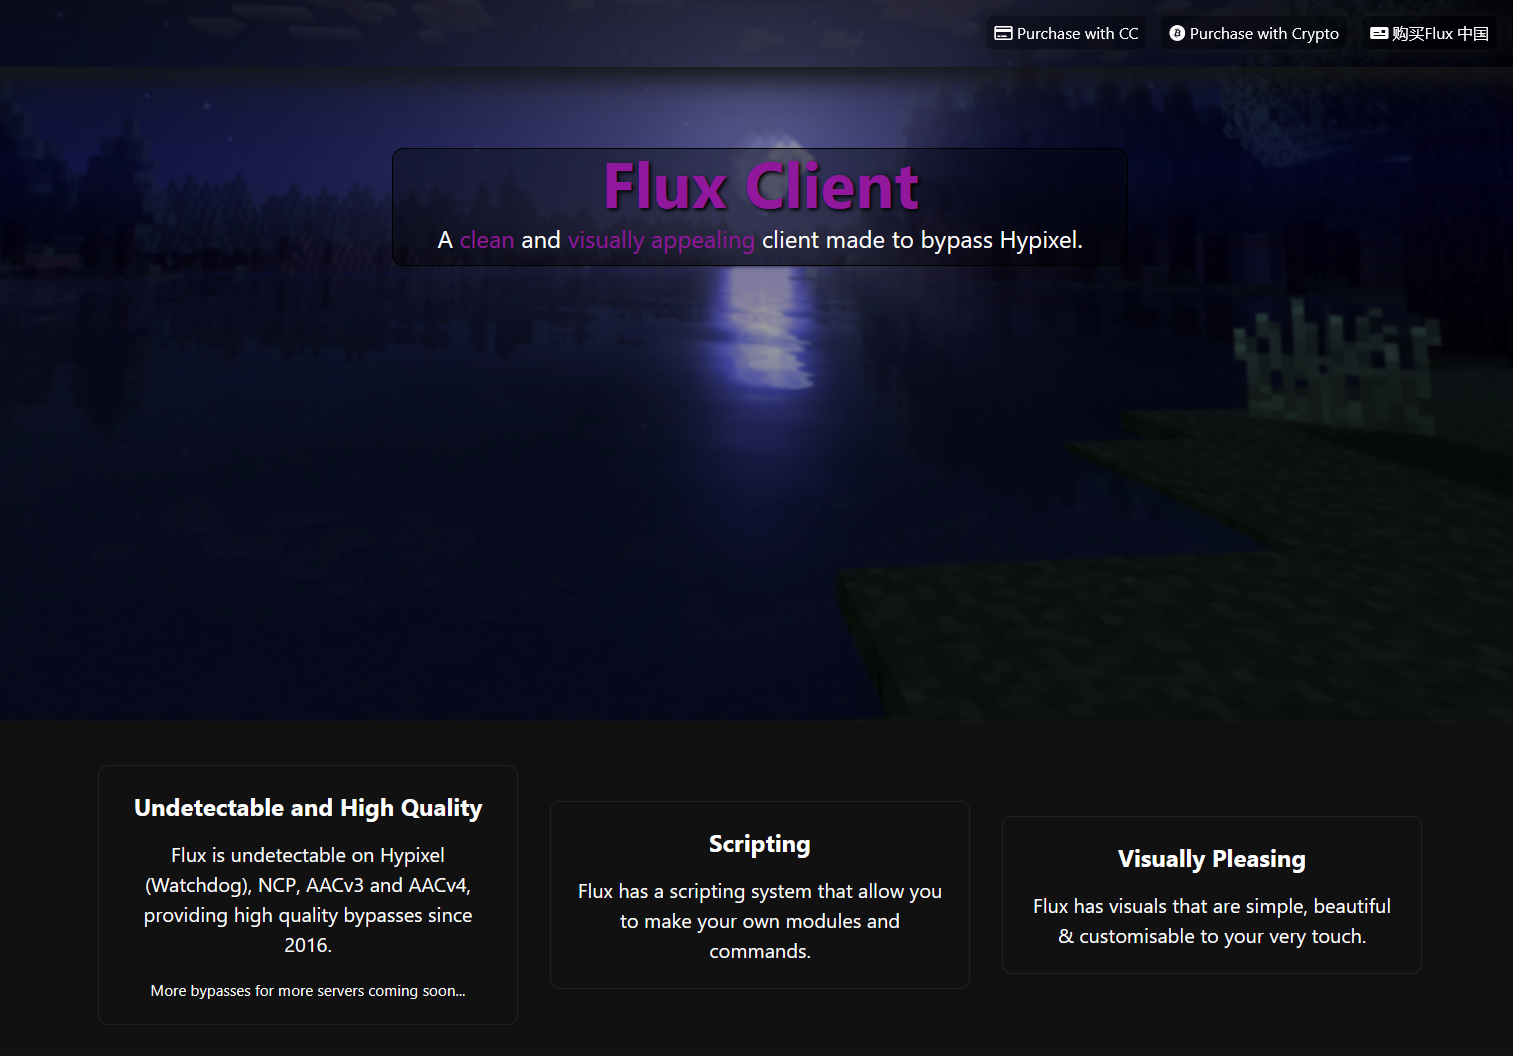 Purchase with CC
Purchase with Crypto
购买Flux 中国
Flux Client
A clean and visually appealing client made to bypass Hypixel.
Undetectable and High Quality
Flux is undetectable on Hypixel
(Watchdog), NCP, AACv3 and AACv4,
providing high quality bypasses since
2016.
More bypasses for more servers coming soon...
Scripting
Flux has a scripting system that allow you
to make your own modules and
commands.
Visually Pleasing
Flux has visuals that are simple, beautiful
& customisable to your very touch.